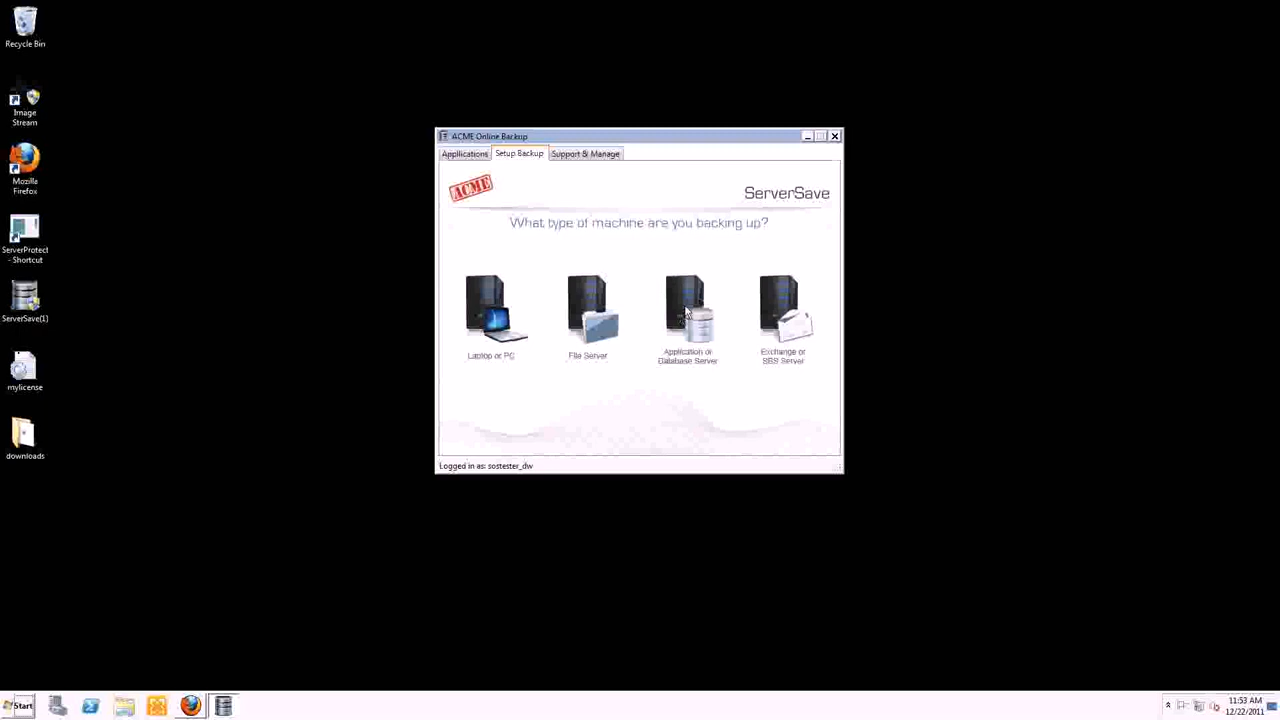 Recycle Bin
Image
Stream
Mozilla
Firefox
ServerProtect
- Shortcut
ServerSave(1)
mylicense
downloads
ACME Online Backup
Applications
Setup Backup
Support & Manage
ACME
ServerSave
What type of machine are you backing up?
Laptop or PC
File Server
Application or
Database Server
Exchange or
SBS Server
Logged in as: sostester_dw
Start
11:53 AM
12/22/2011